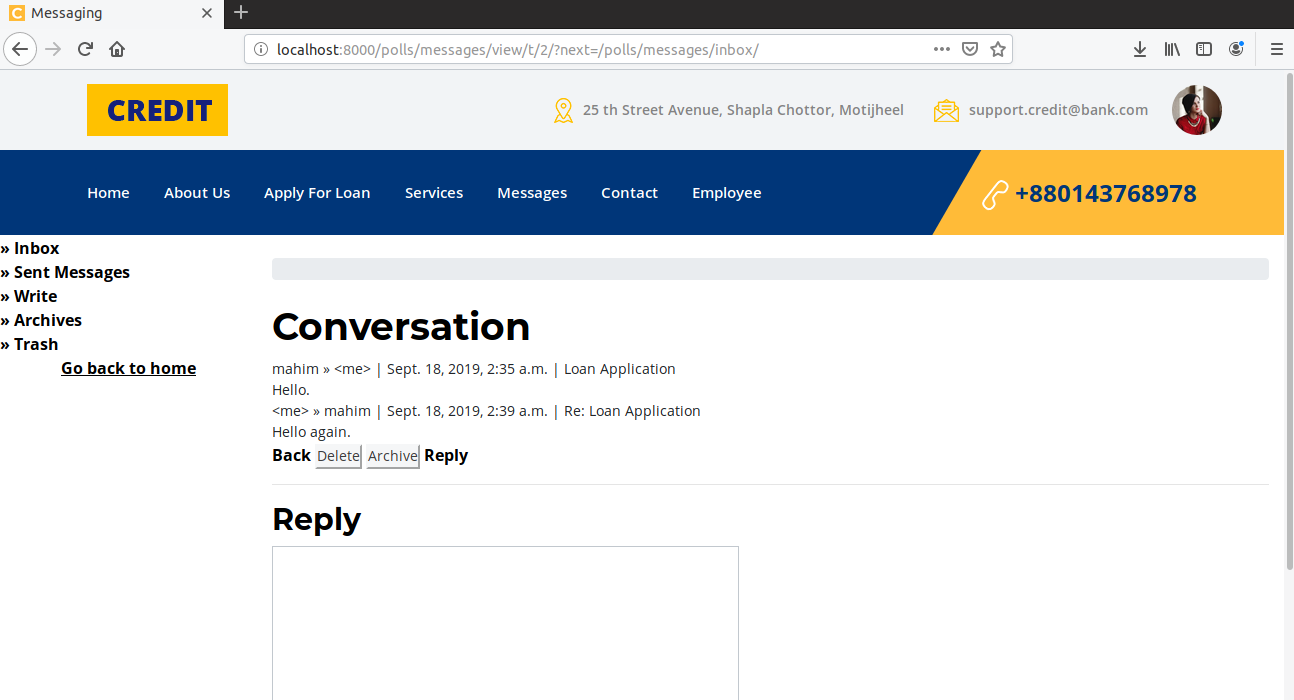 Messaging
localhost:8000/polls/messages/view/t/2/?next=/polls/messages/inbox/
CREDIT
25 th Street Avenue, Shapla Chottor, Motijheel
support.credit@bank.com
Home About Us Apply For Loan Services Messages Contact Employee
+880143768978
» Inbox
» Sent Messages
» Write
» Archives
» Trash
Go back to home
Conversation
mahim » <me> | Sept. 18, 2019, 2:35 a.m. | Loan Application
Hello.
<me> » mahim | Sept. 18, 2019, 2:39 a.m. | Re: Loan Application
Hello again.
Back Delete Archive Reply
Reply